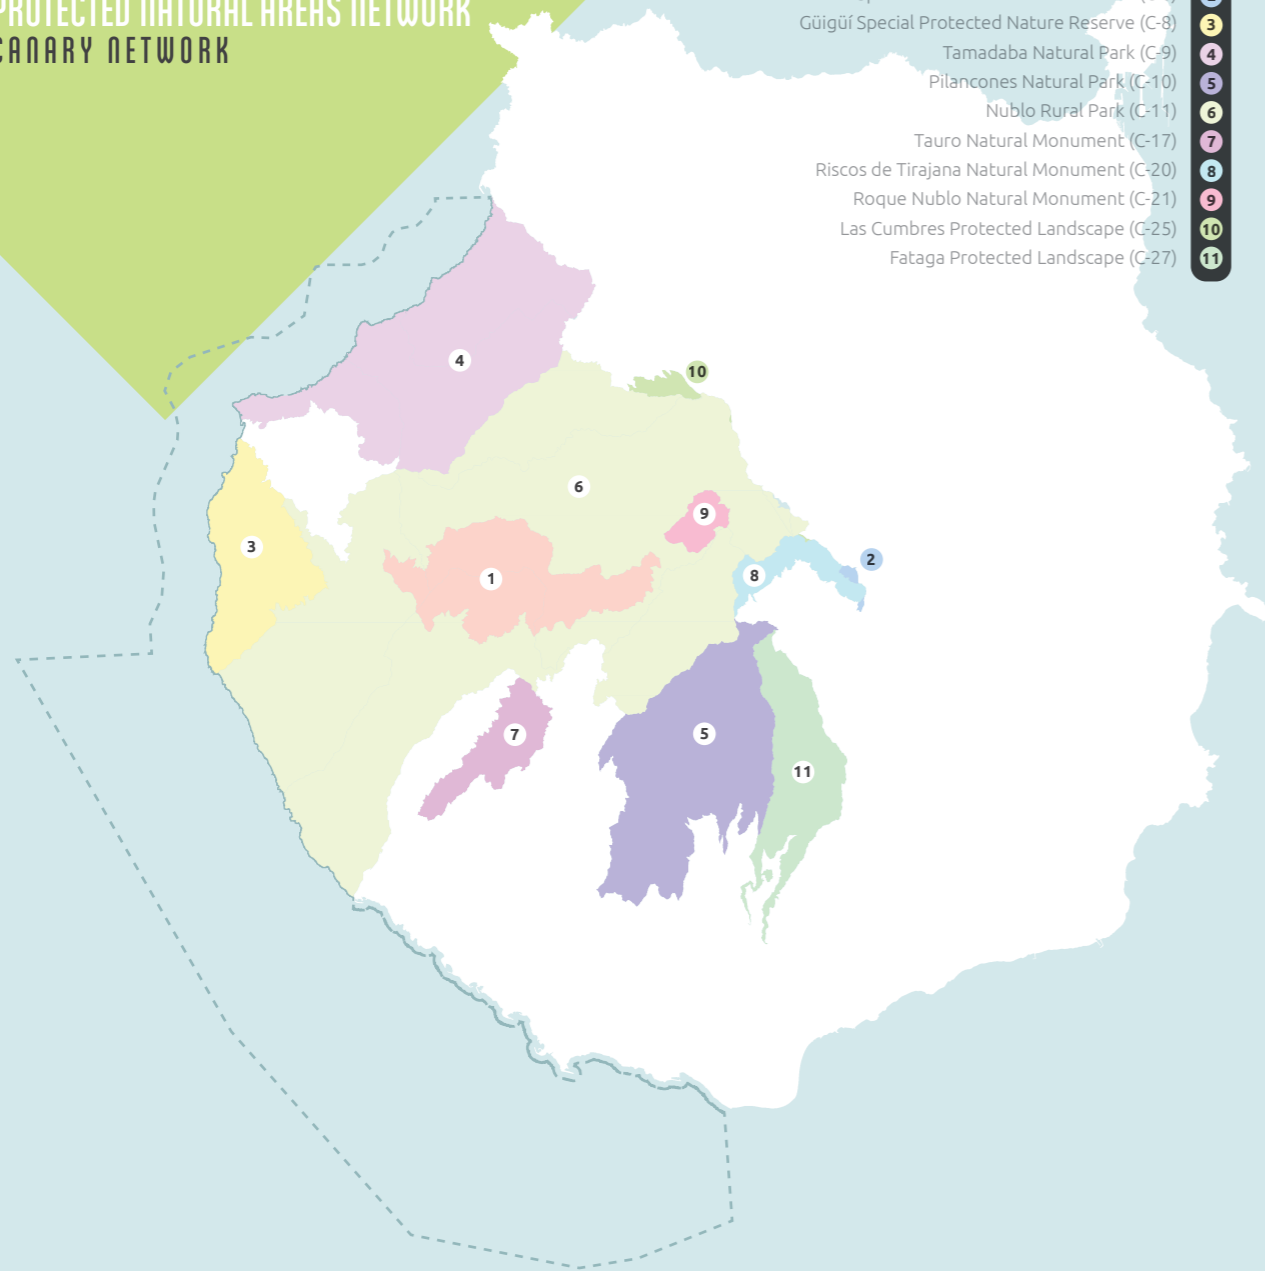 PROTECTED NATURAL AREAS NETWORK
CANARY NETWORK
Güigüí Special Protected Nature Reserve (C-8) 3
Tamadaba Natural Park (C-9) 4
Pilancones Natural Park (C-10) 5
Nublo Rural Park (C-11) 6
Tauro Natural Monument (C-17) 7
Riscos de Tirajana Natural Monument (C-20) 8
Roque Nublo Natural Monument (C-21) 9
Las Cumbres Protected Landscape (C-25) 10
Fataga Protected Landscape (C-27) 11
4
10
6
9
3
2
8
1
5
7
11